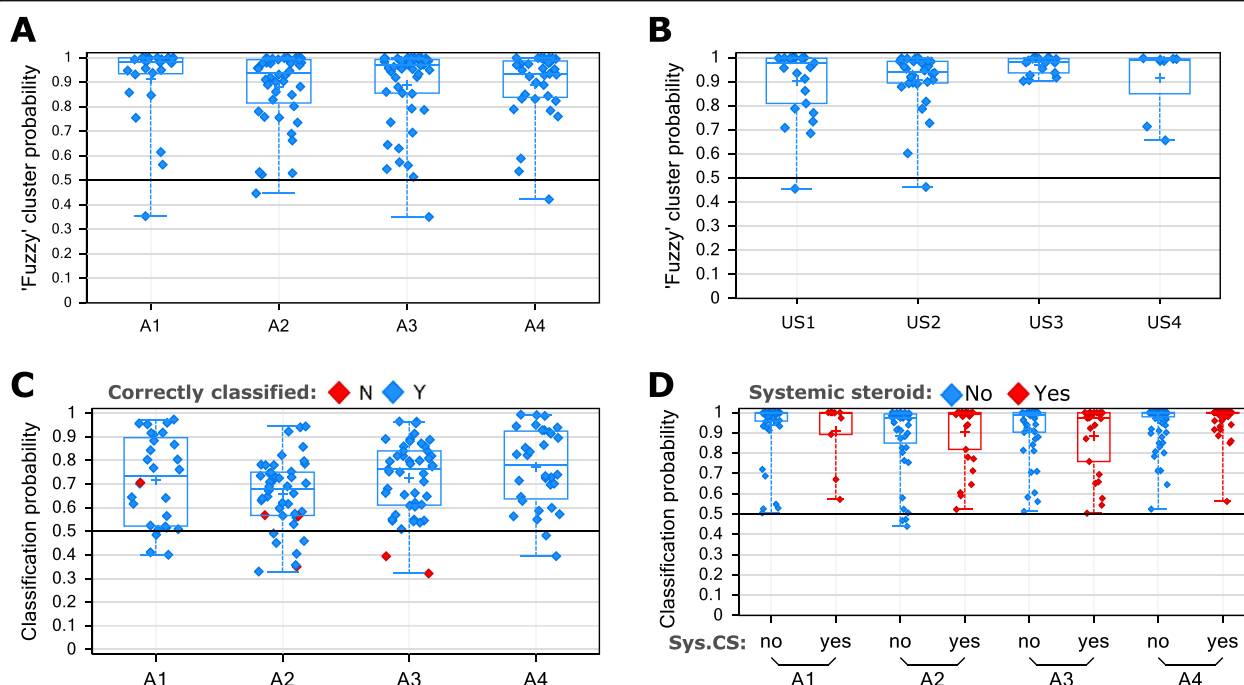 A
'Fuzzy' cluster probability
1
0.9
0.8
0.7
0.6
0.5
0.4
0.3
0.2
0.1
0
A1 A2 A3 A4
B
'Fuzzy' cluster probability
1
0.9
0.8
0.7
0.6
0.5
0.4
0.3
0.2
0.1
0
US1 US2 US3 US4
C
Correctly classified: N Y
Classification probability
1
0.9
0.8
0.7
0.6
0.5
0.4
0.3
0.2
0.1
0
A1 A2 A3 A4
D
Systemic steroid: No Yes
Classification probability
1
0.9
0.8
0.7
0.6
0.5
0.4
0.3
0.2
0.1
0
Sys.CS: no yes no yes no yes no yes
A1 A2 A3 A4